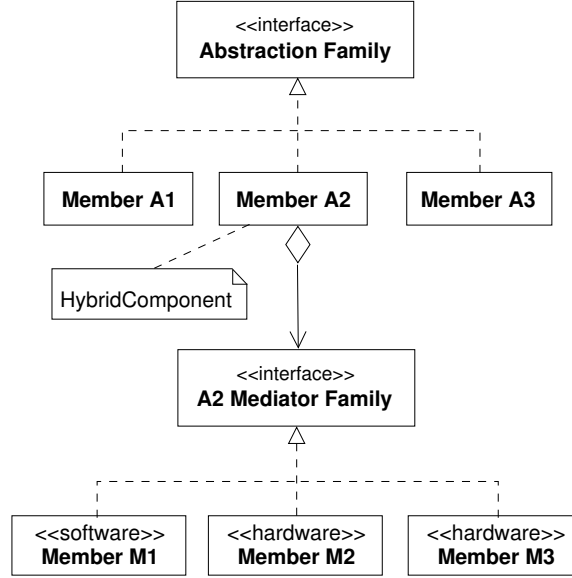 <<interface>>
Abstraction Family
Member A1
Member A2
Member A3
HybridComponent
<<interface>>
A2 Mediator Family
<<software>>
Member M1
<<hardware>>
Member M2
<<hardware>>
Member M3